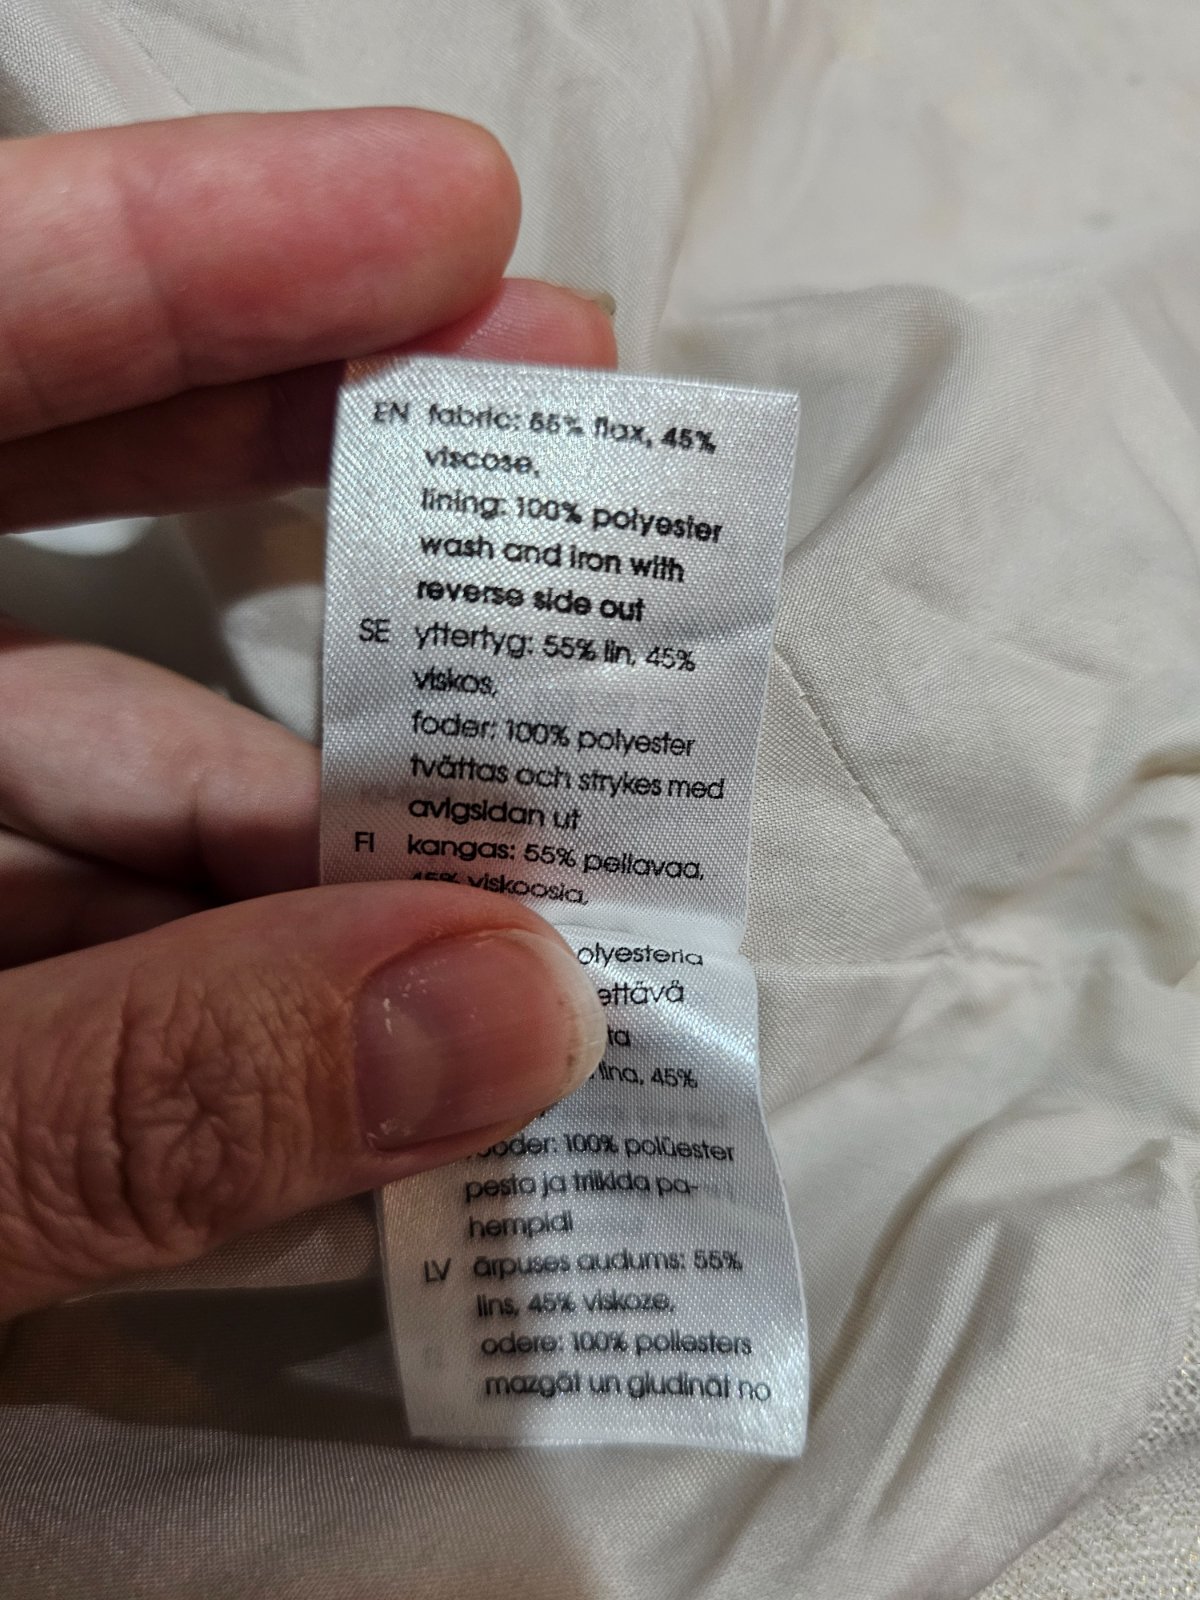 EN fabric: 55% flax, 45%
viscose,
lining: 100% polyester
wash and iron with
reverse side out
SE yttertyg: 55% lin, 45%
viskos,
foder: 100% polyester
tvättas och strykes med
avigsidan ut
FI kangas: 55% pellavaa,
45% viskoosia,
olyesteria
ettävä
ta
lina, 45%
ooder: 100% polüester
pesta ja triikida pa-
hempidi
LV ārpuses audums: 55%
lins, 45% viskoze,
odere: 100% poliesters
mazgāt un gludināt no